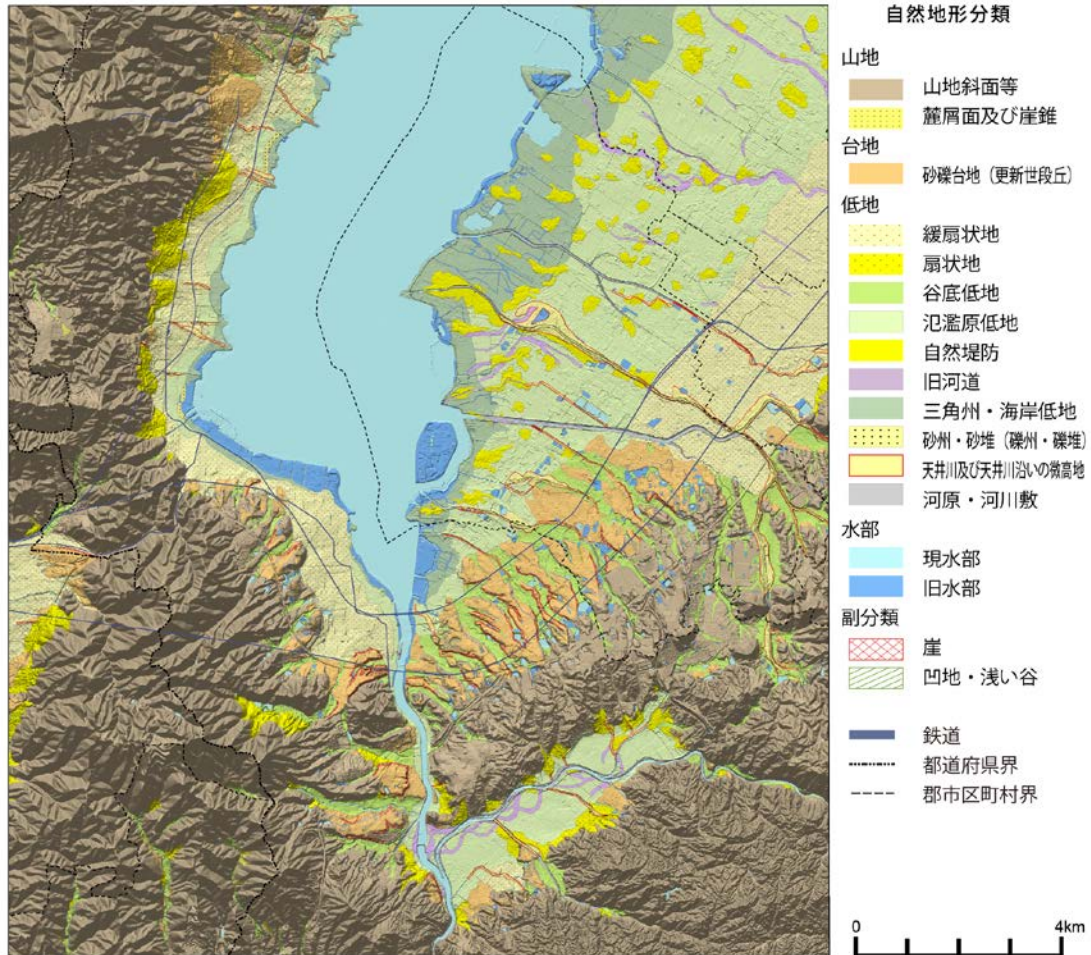 自然地形分類
山地
山地斜面等
麓屑面及び崖錐
台地
砂礫台地（更新世段丘）
低地
緩扇状地
扇状地
谷底低地
氾濫原低地
自然堤防
旧河道
三角州・海岸低地
砂州・砂堆（礫州・礫堆）
天井川及び天井川沿いの微高地
河原・河川敷
水部
現水部
旧水部
副分類
崖
凹地・浅い谷
鉄道
都道府県界
郡市区町村界
0 4km